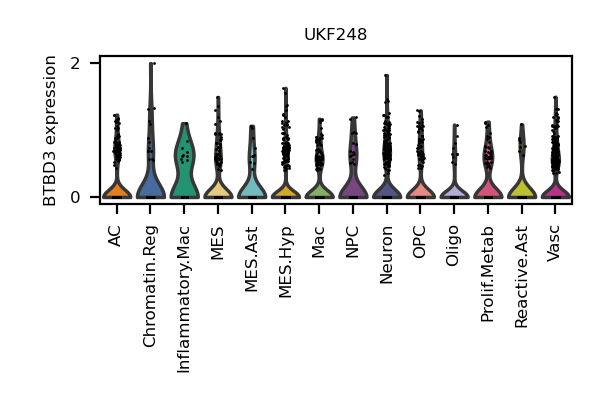 UKF248
BTBD3 expression
2
0
AC
Chromatin.Reg
Inflammatory.Mac
MES
MES.Ast
MES.Hyp
Mac
NPC
Neuron
OPC
Oligo
Prolif.Metab
Reactive.Ast
Vasc